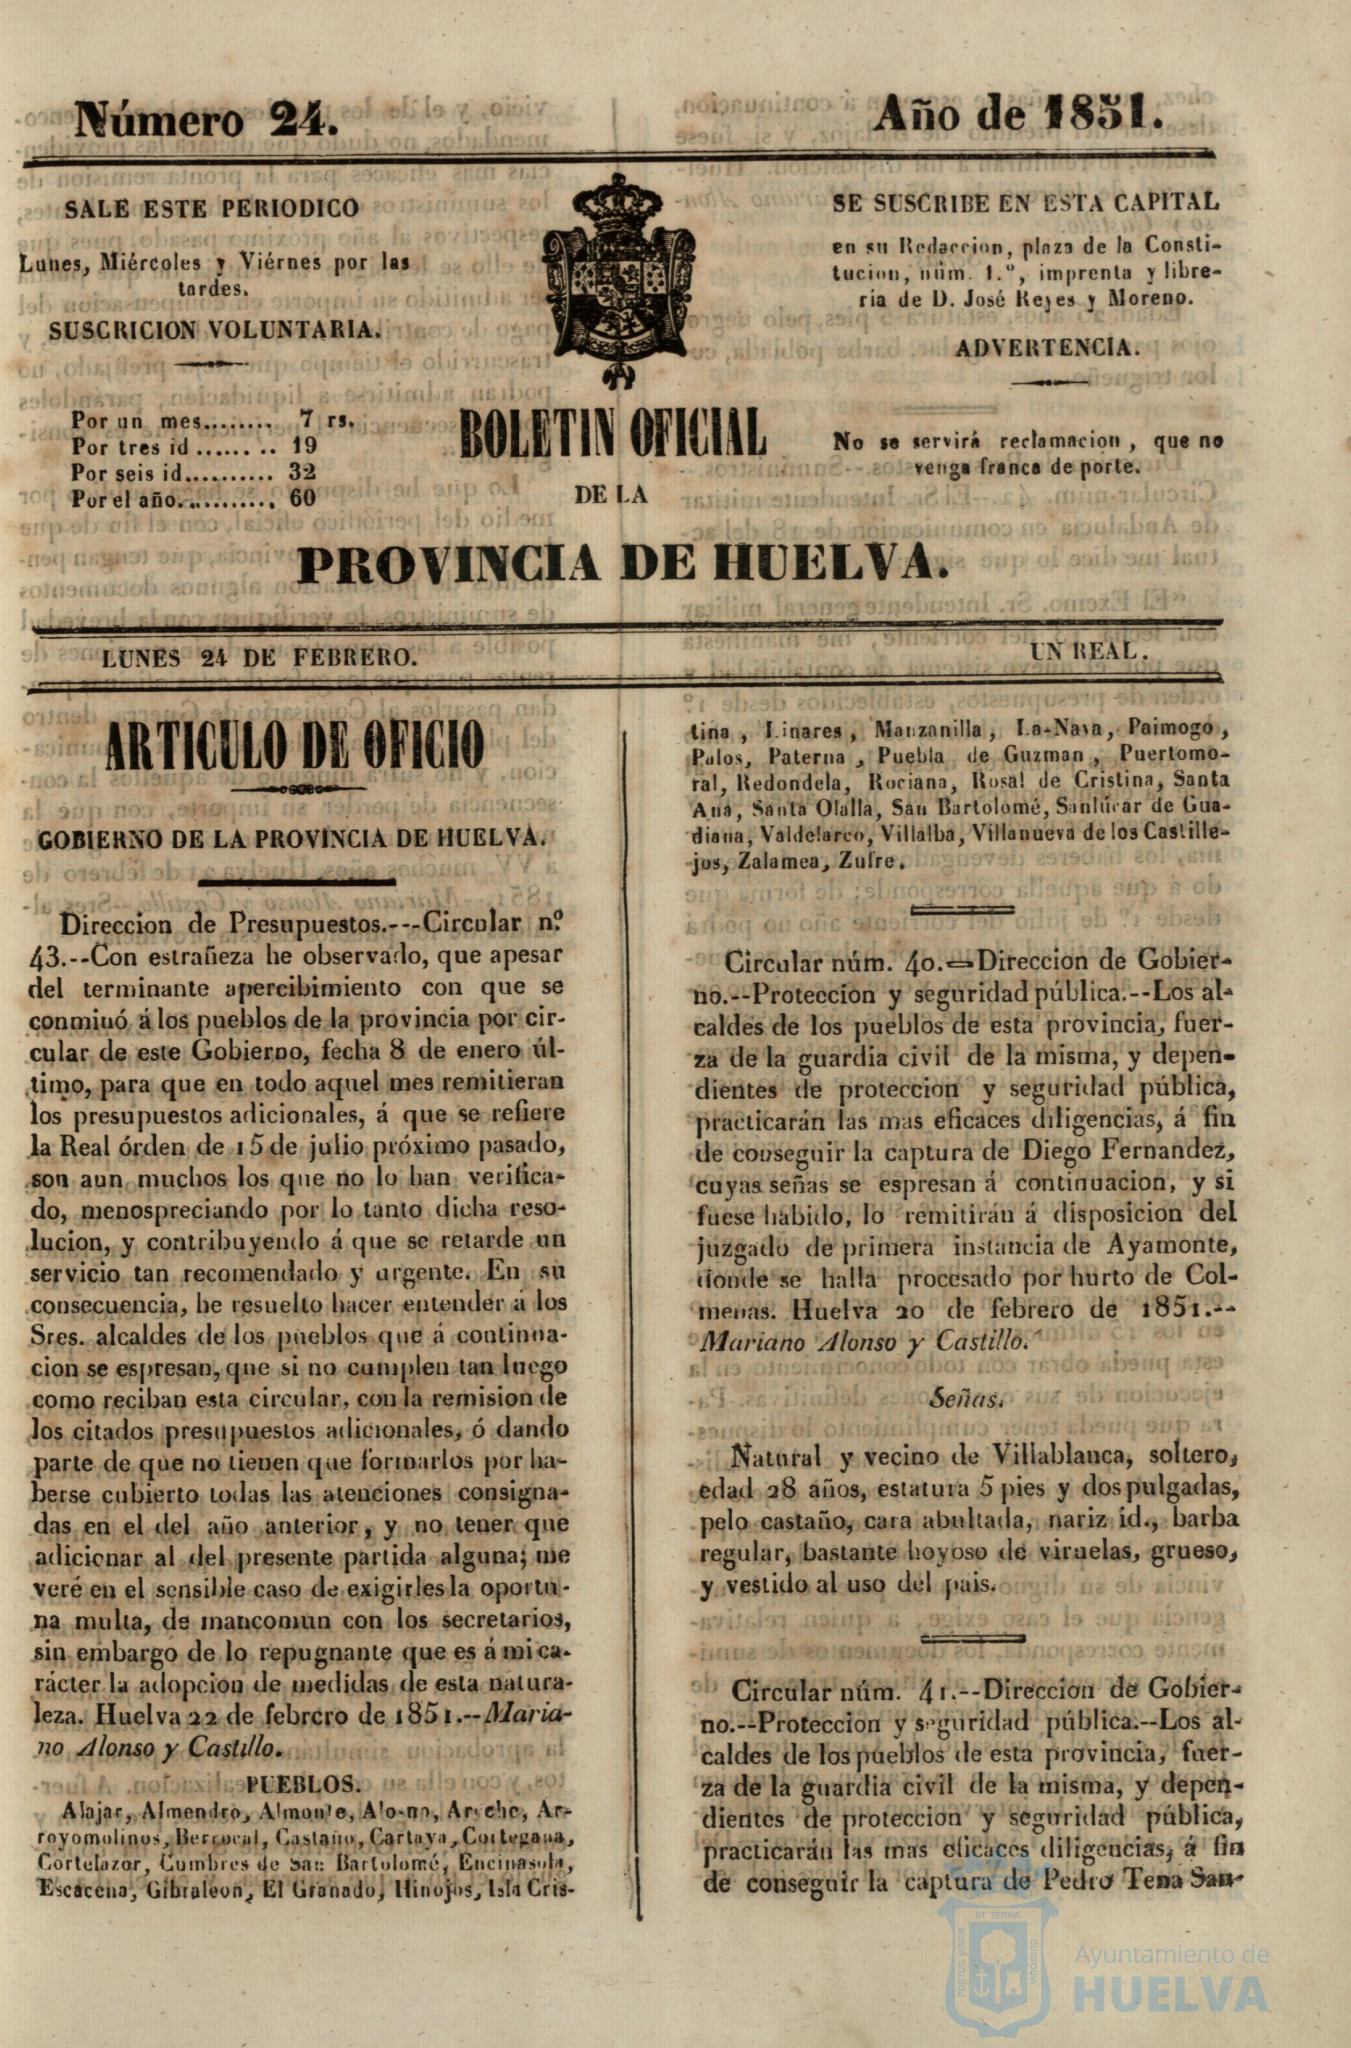 Número 24.
Año de 1851.
SALE ESTE PERIODICO
Lunes, Miércoles y Viérnes por las
tardes.
SUSCRICION VOLUNTARIA.
Por un mes........ 7 rs.
Por tres id ....... .. 19
Por seis id.......... 32
Por el año........... 60
SE SUSCRIBE EN ESTA CAPITAL
en su Redaccion, plaza de la Consti-
tucion, núm. 1.º, imprenta y libre-
ria de D. José Reyes y Moreno.
ADVERTENCIA.
No se servirá reclamacion, que no
venga franca de porte.
BOLETIN OFICIAL
DE LA
PROVINCIA DE HUELVA.
LUNES 24 DE FEBRERO.
UN REAL.
ARTICULO DE OFICIO
GOBIERNO DE LA PROVINCIA DE HUELVA.
Direccion de Presupuestos.---Circular n.º
43.--Con estrañeza he observado, que apesar
del terminante apercibimiento con que se
conminó á los pueblos de la provincia por cir-
cular de este Gobierno, fecha 8 de enero úl-
timo, para que en todo aquel mes remitieran
los presupuestos adicionales, á que se refiere
la Real órden de 15 de julio próximo pasado,
son aun muchos los que no lo han verifica-
do, menospreciando por lo tanto dicha reso-
lucion, y contribuyendo á que se retarde un
servicio tan recomendado y urgente. En su
consecuencia, he resuelto hacer entender á los
Sres. alcaldes de los pueblos que á continua-
cion se espresan, que si no cumplen tan luego
como reciban esta circular, con la remision de
los citados presupuestos adicionales, ó dando
parte de que no tienen que formarlos por ha-
berse cubierto todas las atenciones consigna-
das en el del año anterior, y no tener que
adicionar al del presente partida alguna; me
veré en el sensible caso de exigirles la oportu-
na multa, de mancomun con los secretarios,
sin embargo de lo repugnante que es á mi ca-
rácter la adopcion de medidas de esta natura-
leza. Huelva 22 de febrero de 1851.--Maria-
no Alonso y Castillo.
PUEBLOS.
Alajar, Almendro, Almonte, Alosno, Aroche, Ar-
royomolinos, Berrocal, Castaño, Cartaya, Cortegana,
Cortelazor, Cumbres de San Bartolomé, Encinasola,
Escacena, Gibraleon, El Granado, Hinojos, Isla Cris-
tina, Linares, Manzanilla, La-Nava, Paimogo,
Palos, Paterna, Puebla de Guzman, Puertomo-
ral, Redondela, Rociana, Rosal de Cristina, Santa
Ana, Santa Olalla, San Bartolomé, Sanlúcar de Gua-
diana, Valdelarco, Villalba, Villanueva de los Castille-
jos, Zalamea, Zufre.
Circular núm. 40.=Direccion de Gobier-
no.--Proteccion y seguridad pública.--Los al-
caldes de los pueblos de esta provincia, fuer-
za de la guardia civil de la misma, y depen-
dientes de proteccion y seguridad pública,
practicarán las mas eficaces diligencias, á fin
de conseguir la captura de Diego Fernandez,
cuyas señas se espresan á continuacion, y si
fuese habido, lo remitirán á disposicion del
juzgado de primera instancia de Ayamonte,
donde se halla procesado por hurto de Col-
menas. Huelva 20 de febrero de 1851.--
Mariano Alonso y Castillo.
Señas.
Natural y vecino de Villablanca, soltero,
edad 28 años, estatura 5 pies y dos pulgadas,
pelo castaño, cara abultada, nariz id., barba
regular, bastante hoyoso de viruelas, grueso,
y vestido al uso del pais.
Circular núm. 41.--Direccion de Gobier-
no.--Proteccion y seguridad pública.--Los al-
caldes de los pueblos de esta provincia, fuer-
za de la guardia civil de la misma, y depen-
dientes de proteccion y seguridad pública,
practicarán las mas eficaces diligencias, á fin
de conseguir la captura de Pedro Tena San-
Ayuntamiento de
HUELVA